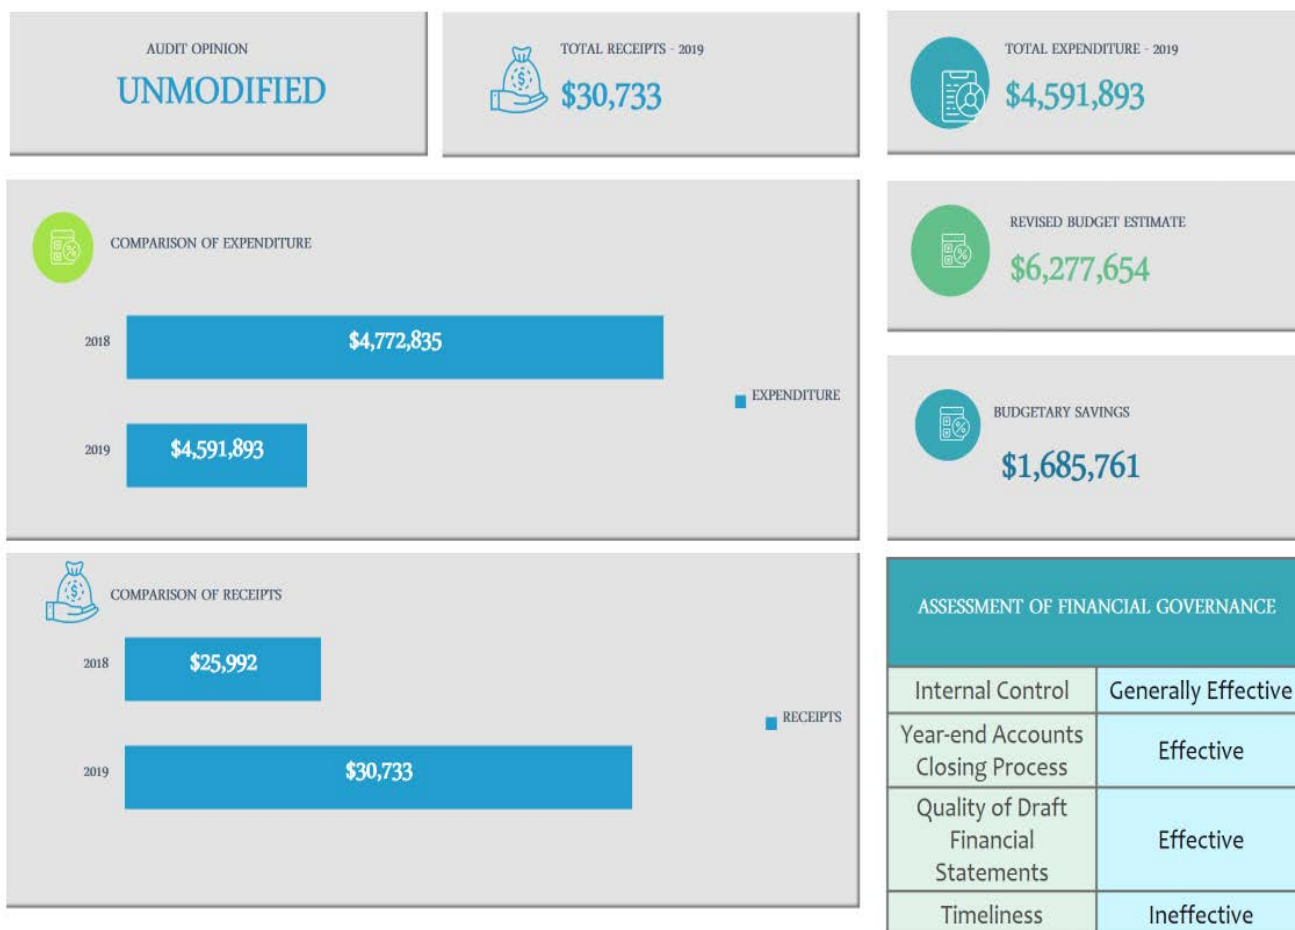 AUDIT OPINION
UNMODIFIED
TOTAL RECEIPTS - 2019
$30,733
TOTAL EXPENDITURE - 2019
$4,591,893
COMPARISON OF EXPENDITURE
2018
$4,772,835
EXPENDITURE
2019
$4,591,893
REVISED BUDGET ESTIMATE
$6,277,654
BUDGETARY SAVINGS
$1,685,761
COMPARISON OF RECEIPTS
2018
$25,992
RECEIPTS
2019
$30,733
ASSESSMENT OF FINANCIAL GOVERNANCE
Internal Control
Generally Effective
Year-end Accounts
Closing Process
Effective
Quality of Draft
Financial
Statements
Effective
Timeliness
Ineffective